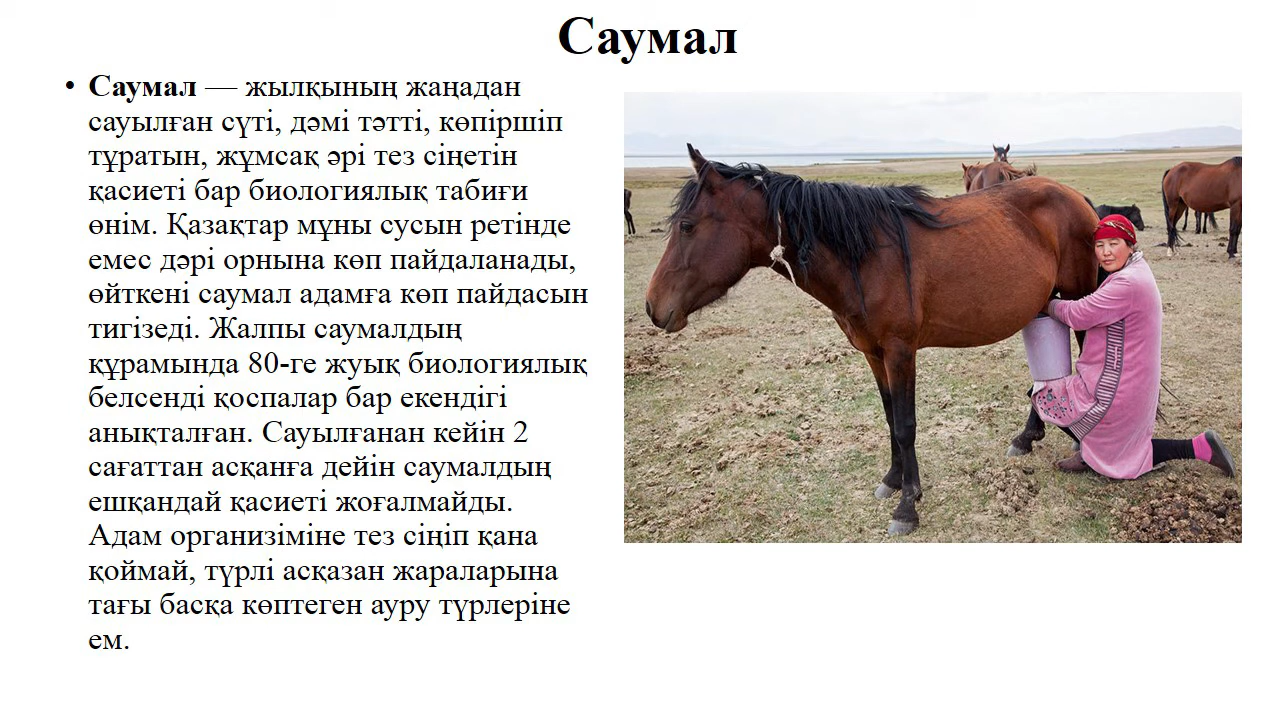 Саумал
• Саумал — жылқының жаңадан
сауылған сүті, дәмі тәтті, көпіршіп
тұратын, жұмсақ әрі тез сіңетін
қасиеті бар биологиялық табиғи
өнім. Қазақтар мұны сусын ретінде
емес дәрі орнына көп пайдаланады,
өйткені саумал адамға көп пайдасын
тигізеді. Жалпы саумалдың
құрамында 80-ге жуық биологиялық
белсенді қоспалар бар екендігі
анықталған. Сауылғанан кейін 2
сағаттан асқанға дейін саумалдың
ешқандай қасиеті жоғалмайды.
Адам организіміне тез сіңіп қана
қоймай, түрлі асқазан жараларына
тағы басқа көптеген ауру түрлеріне
ем.